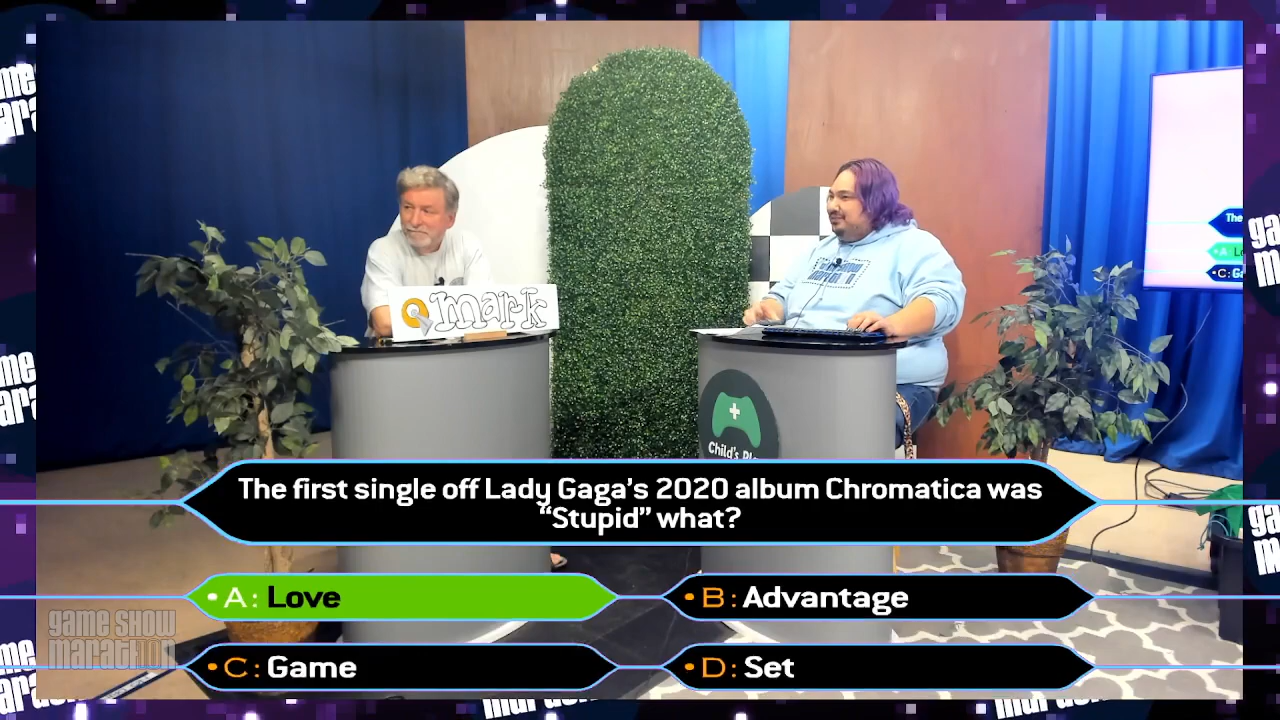 mark
Child's Pl
The first single off Lady Gaga's 2020 album Chromatica was
"Stupid" what?
A: Love
B: Advantage
C: Game
D: Set
game show
marathon